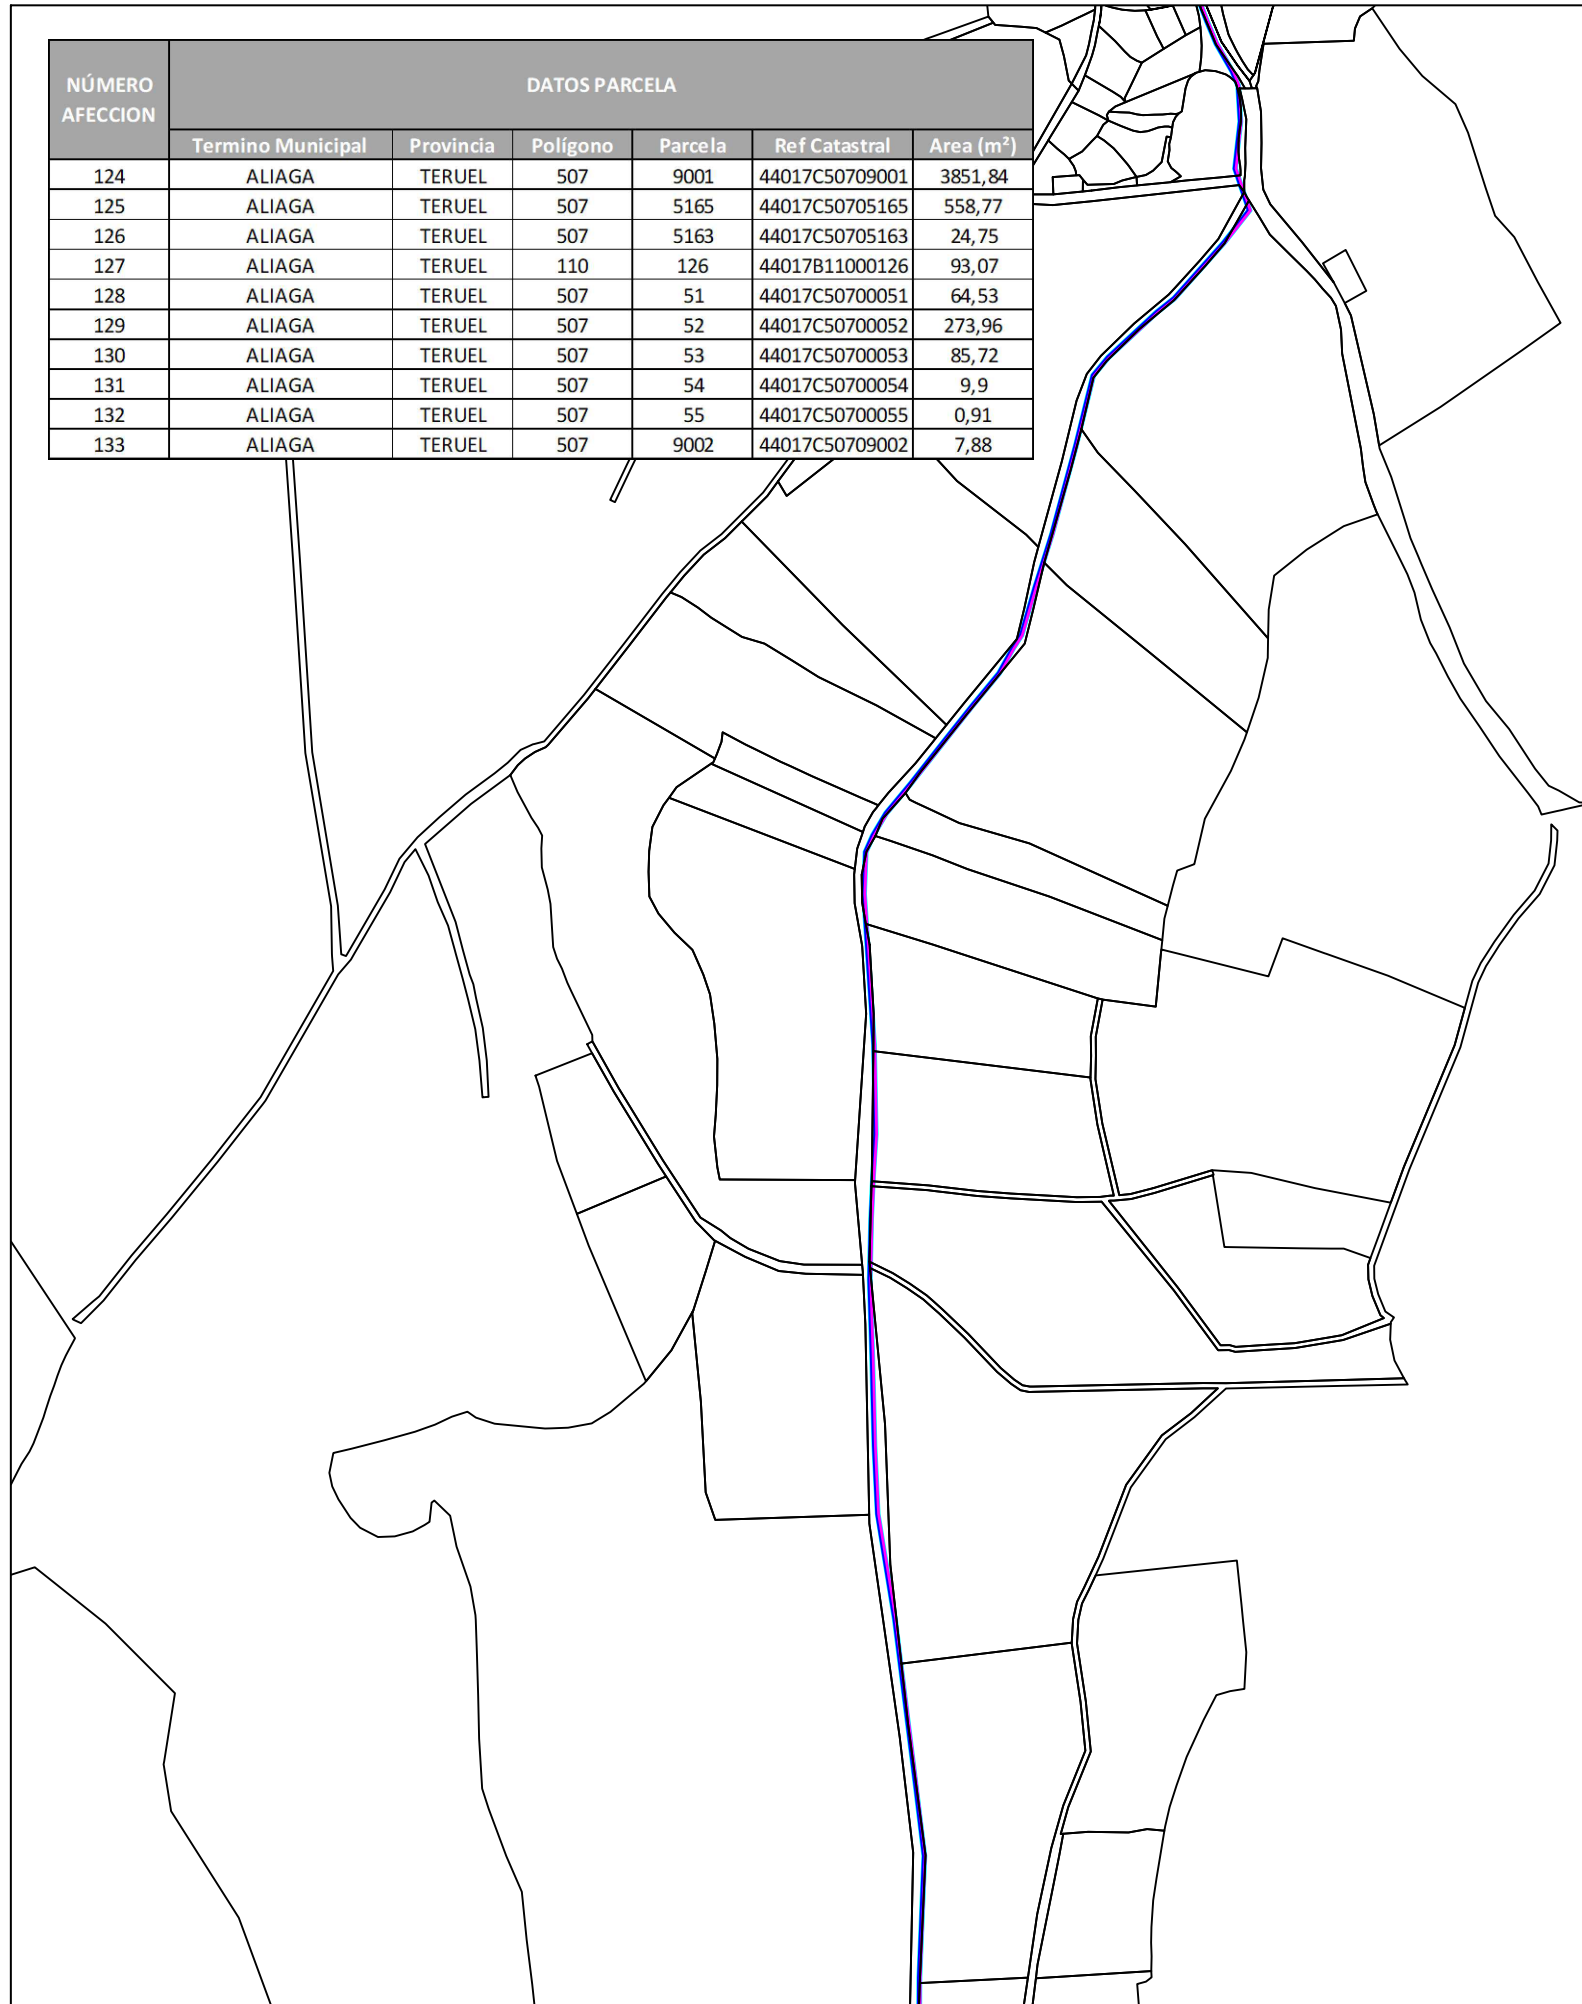 NÚMERO AFECCION DATOS PARCELA
Termino Municipal Provincia Polígono Parcela Ref Catastral Area (m²)
124 ALIAGA TERUEL 507 9001 44017C50709001 3851,84
125 ALIAGA TERUEL 507 5165 44017C50705165 558,77
126 ALIAGA TERUEL 507 5163 44017C50705163 24,75
127 ALIAGA TERUEL 110 126 44017B11000126 93,07
128 ALIAGA TERUEL 507 51 44017C50700051 64,53
129 ALIAGA TERUEL 507 52 44017C50700052 273,96
130 ALIAGA TERUEL 507 53 44017C50700053 85,72
131 ALIAGA TERUEL 507 54 44017C50700054 9,9
132 ALIAGA TERUEL 507 55 44017C50700055 0,91
133 ALIAGA TERUEL 507 9002 44017C50709002 7,88